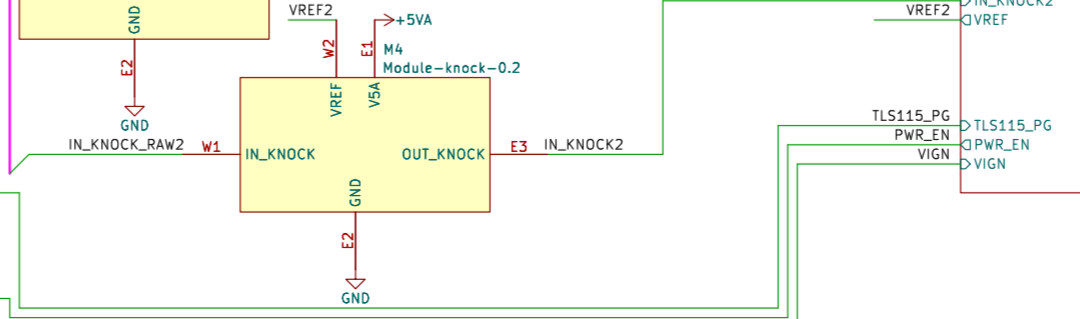 IN_KNOCK2
VREF2
VREF2
VREF
GND
E2
GND
W2
E1
+5VA
M4
Module-knock-0.2
VREF
V5A
IN_KNOCK_RAW2
W1
IN_KNOCK
OUT_KNOCK
E3
IN_KNOCK2
GND
E2
GND
TLS115_PG
TLS115_PG
PWR_EN
PWR_EN
VIGN
VIGN